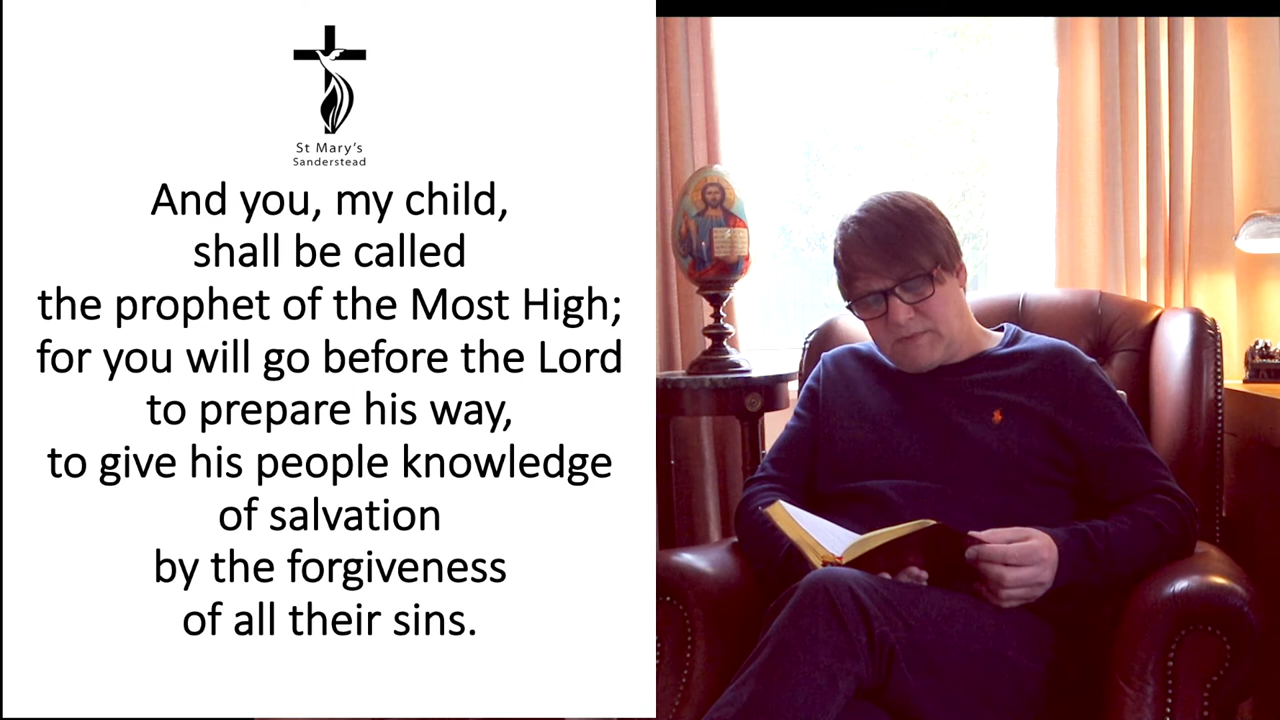 St Mary's
Sanderstead
And you, my child,
shall be called
the prophet of the Most High;
for you will go before the Lord
to prepare his way,
to give his people knowledge
of salvation
by the forgiveness
of all their sins.